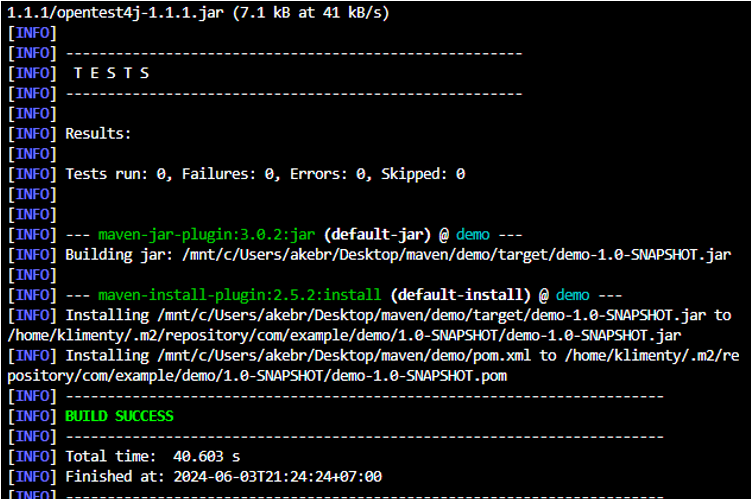 1.1.1/opentest4j-1.1.1.jar (7.1 kB at 41 kB/s)
[INFO]
[INFO] -------------------------------------------------------
[INFO]  T E S T S
[INFO] -------------------------------------------------------
[INFO]
[INFO] Results:
[INFO]
[INFO] Tests run: 0, Failures: 0, Errors: 0, Skipped: 0
[INFO]
[INFO]
[INFO] --- maven-jar-plugin:3.0.2:jar (default-jar) @ demo ---
[INFO] Building jar: /mnt/c/Users/akebr/Desktop/maven/demo/target/demo-1.0-SNAPSHOT.jar
[INFO]
[INFO] --- maven-install-plugin:2.5.2:install (default-install) @ demo ---
[INFO] Installing /mnt/c/Users/akebr/Desktop/maven/demo/target/demo-1.0-SNAPSHOT.jar to
/home/klimenty/.m2/repository/com/example/demo/1.0-SNAPSHOT/demo-1.0-SNAPSHOT.jar
[INFO] Installing /mnt/c/Users/akebr/Desktop/maven/demo/pom.xml to /home/klimenty/.m2/re
pository/com/example/demo/1.0-SNAPSHOT/demo-1.0-SNAPSHOT.pom
[INFO] ------------------------------------------------------------------------
[INFO] BUILD SUCCESS
[INFO] ------------------------------------------------------------------------
[INFO] Total time:  40.603 s
[INFO] Finished at: 2024-06-03T21:24:24+07:00
[INFO] ------------------------------------------------------------------------